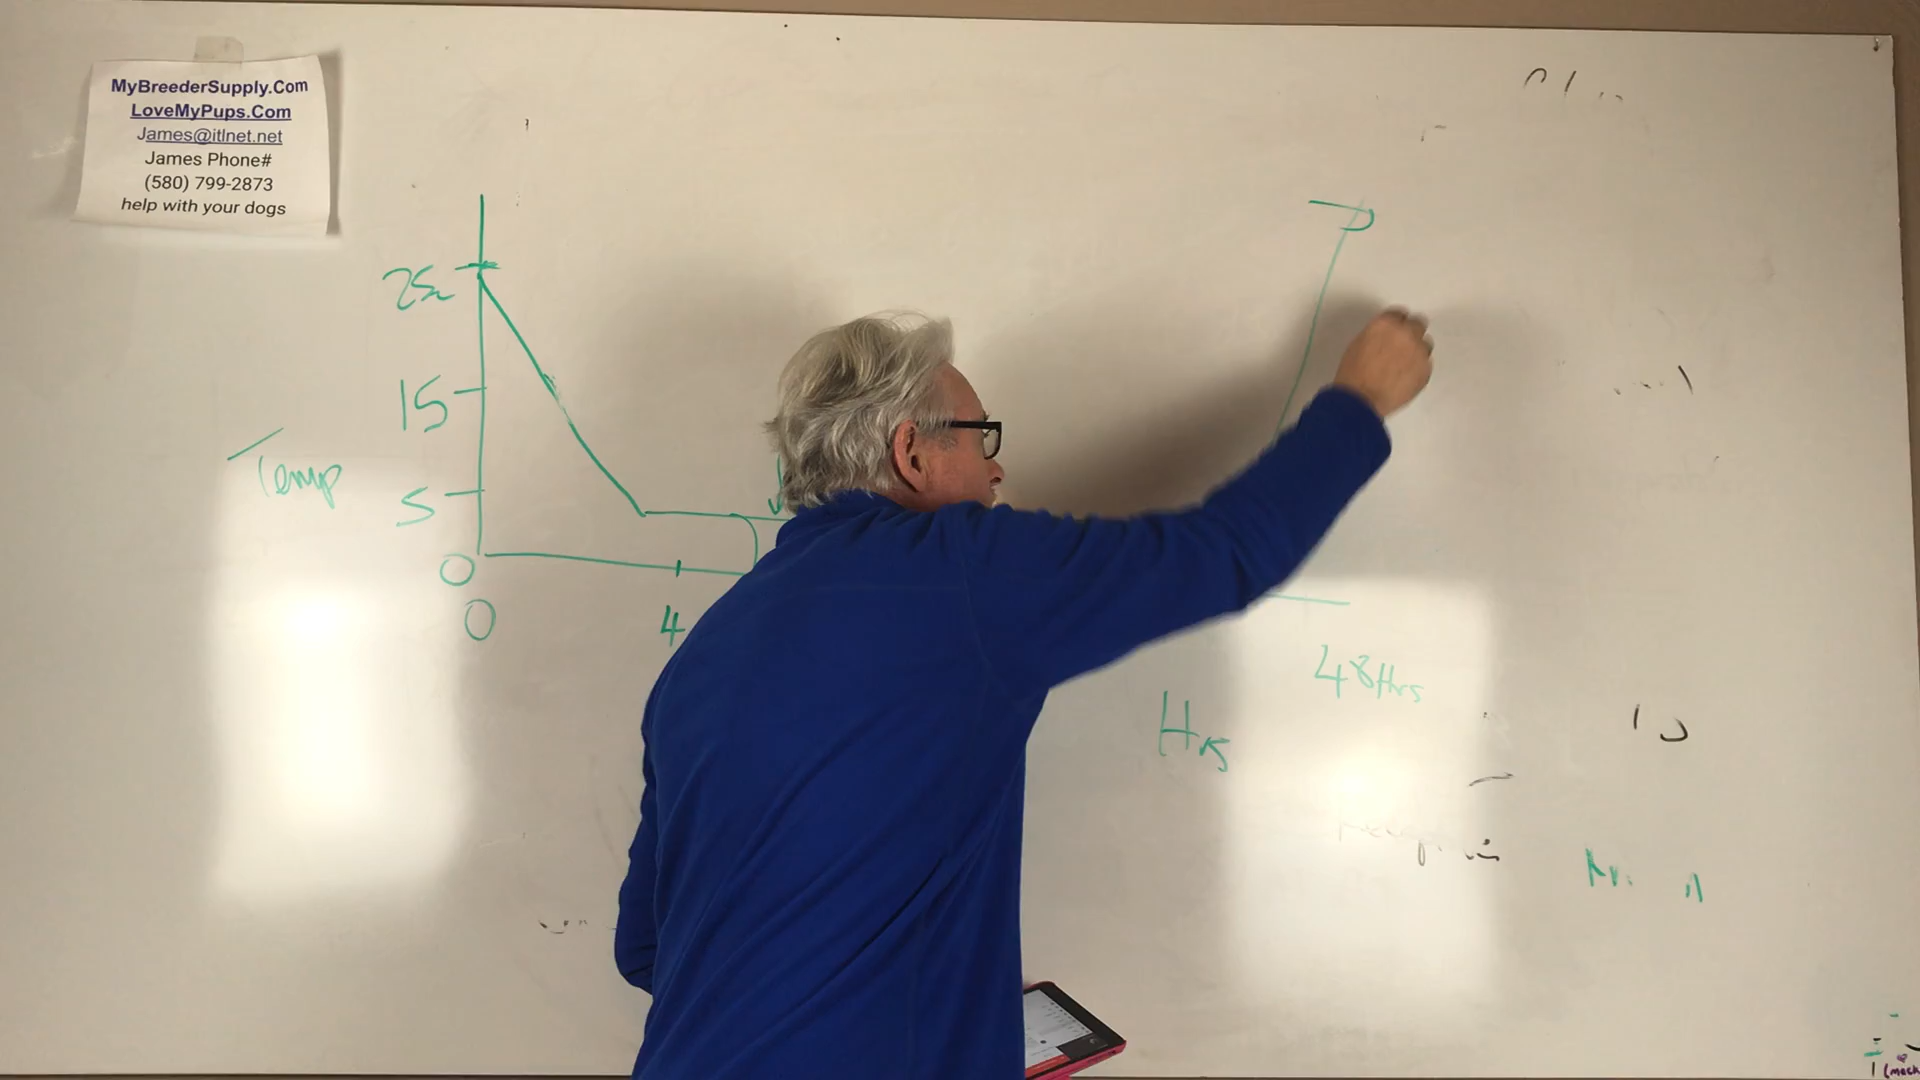 MyBreederSupply.Com
LoveMyPups.Com
James@itlnet.net
James Phone#
(580) 799-2873
help with your dogs
25
15
Temp
5
0
0
4
48Hrs
Hrs